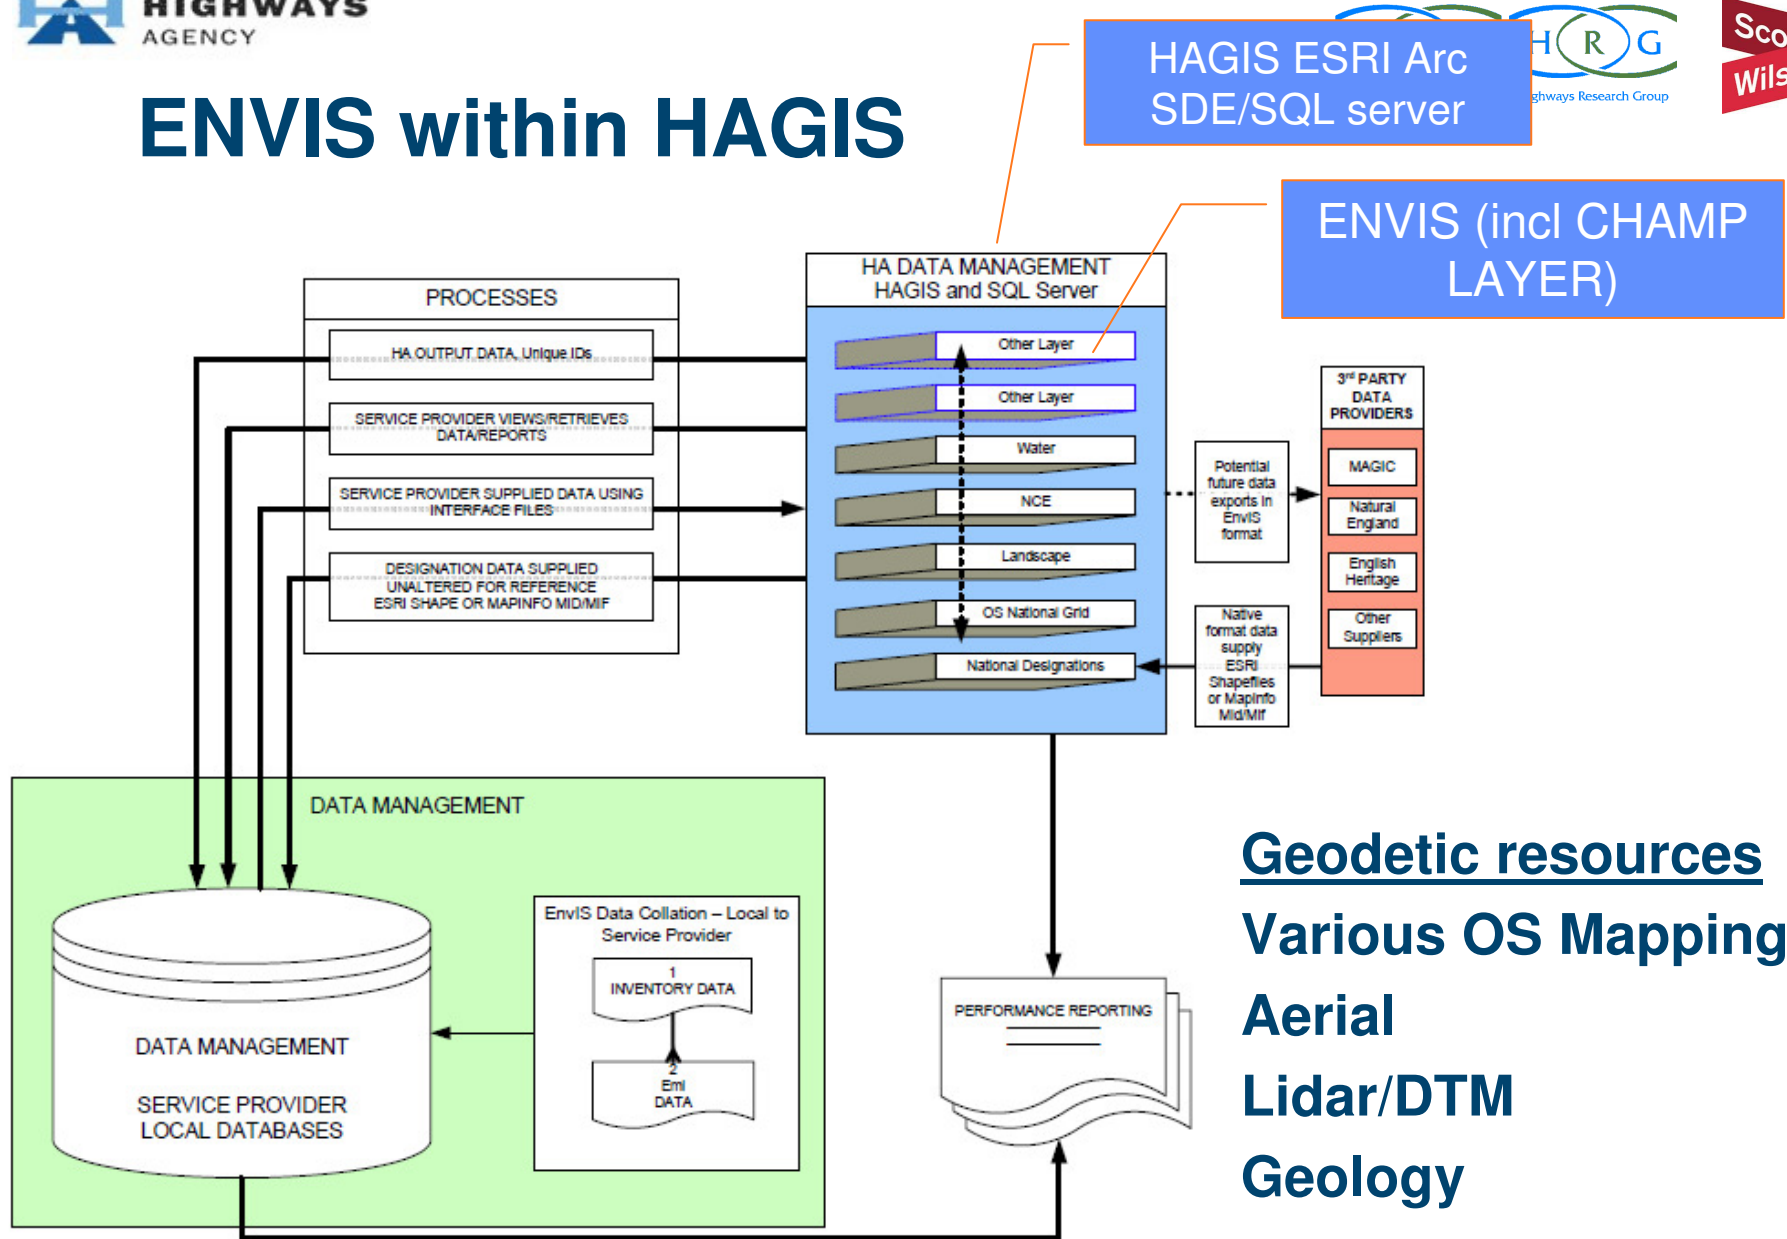 HIGHWAYS
AGENCY
H R G
ghways Research Group
Sco
Wils
ENVIS within HAGIS
HAGIS ESRI Arc
SDE/SQL server
ENVIS (incl CHAMP
LAYER)
PROCESSES
HA OUTPUT DATA, Unique IDs
SERVICE PROVIDER VIEWS/RETRIEVES
DATA/REPORTS
SERVICE PROVIDER SUPPLIED DATA USING
INTERFACE FILES
DESIGNATION DATA SUPPLIED
UNALTERED FOR REFERENCE
ESRI SHAPE OR MAPINFO MID/MIF
HA DATA MANAGEMENT
HAGIS and SQL Server
Other Layer
Other Layer
Water
NCE
Landscape
OS National Grid
National Designations
Potential
future data
exports in
EnvIS
format
Native
format data
supply
ESRI
Shapefiles
or MapInfo
Mid/Mif
3rd PARTY
DATA
PROVIDERS
MAGIC
Natural
England
English
Heritage
Other
Suppliers
DATA MANAGEMENT
DATA MANAGEMENT
SERVICE PROVIDER
LOCAL DATABASES
EnvIS Data Collation – Local to
Service Provider
1
INVENTORY DATA
2
Emi
DATA
PERFORMANCE REPORTING
Geodetic resources
Various OS Mapping
Aerial
Lidar/DTM
Geology